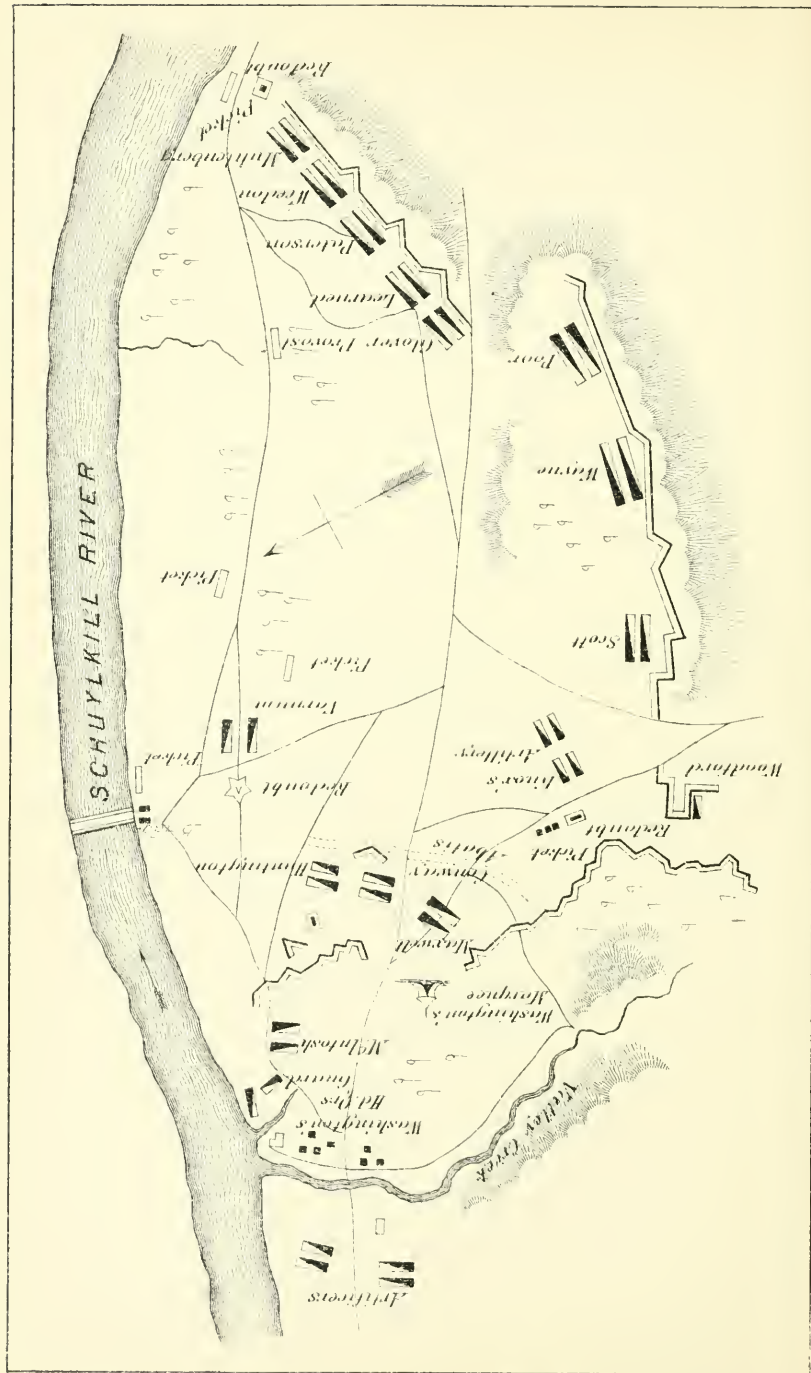 SCHUYLKILL RIVER
Redoubt
Picket
Muhlenberg
Weedon
Paterson
Learned
Glover
Provost
Poor
Wayne
Scott
Picket
Picket
Varnum
Picket
Redoubt
Knox's
Artillery
Woodford
Redoubt
Picket
Abatis
Conway
Huntington
Maxwell
Washington's
Marquee
McIntosh
Guard
Washington's
Hd. Qrs
Valley Creek
Artificers